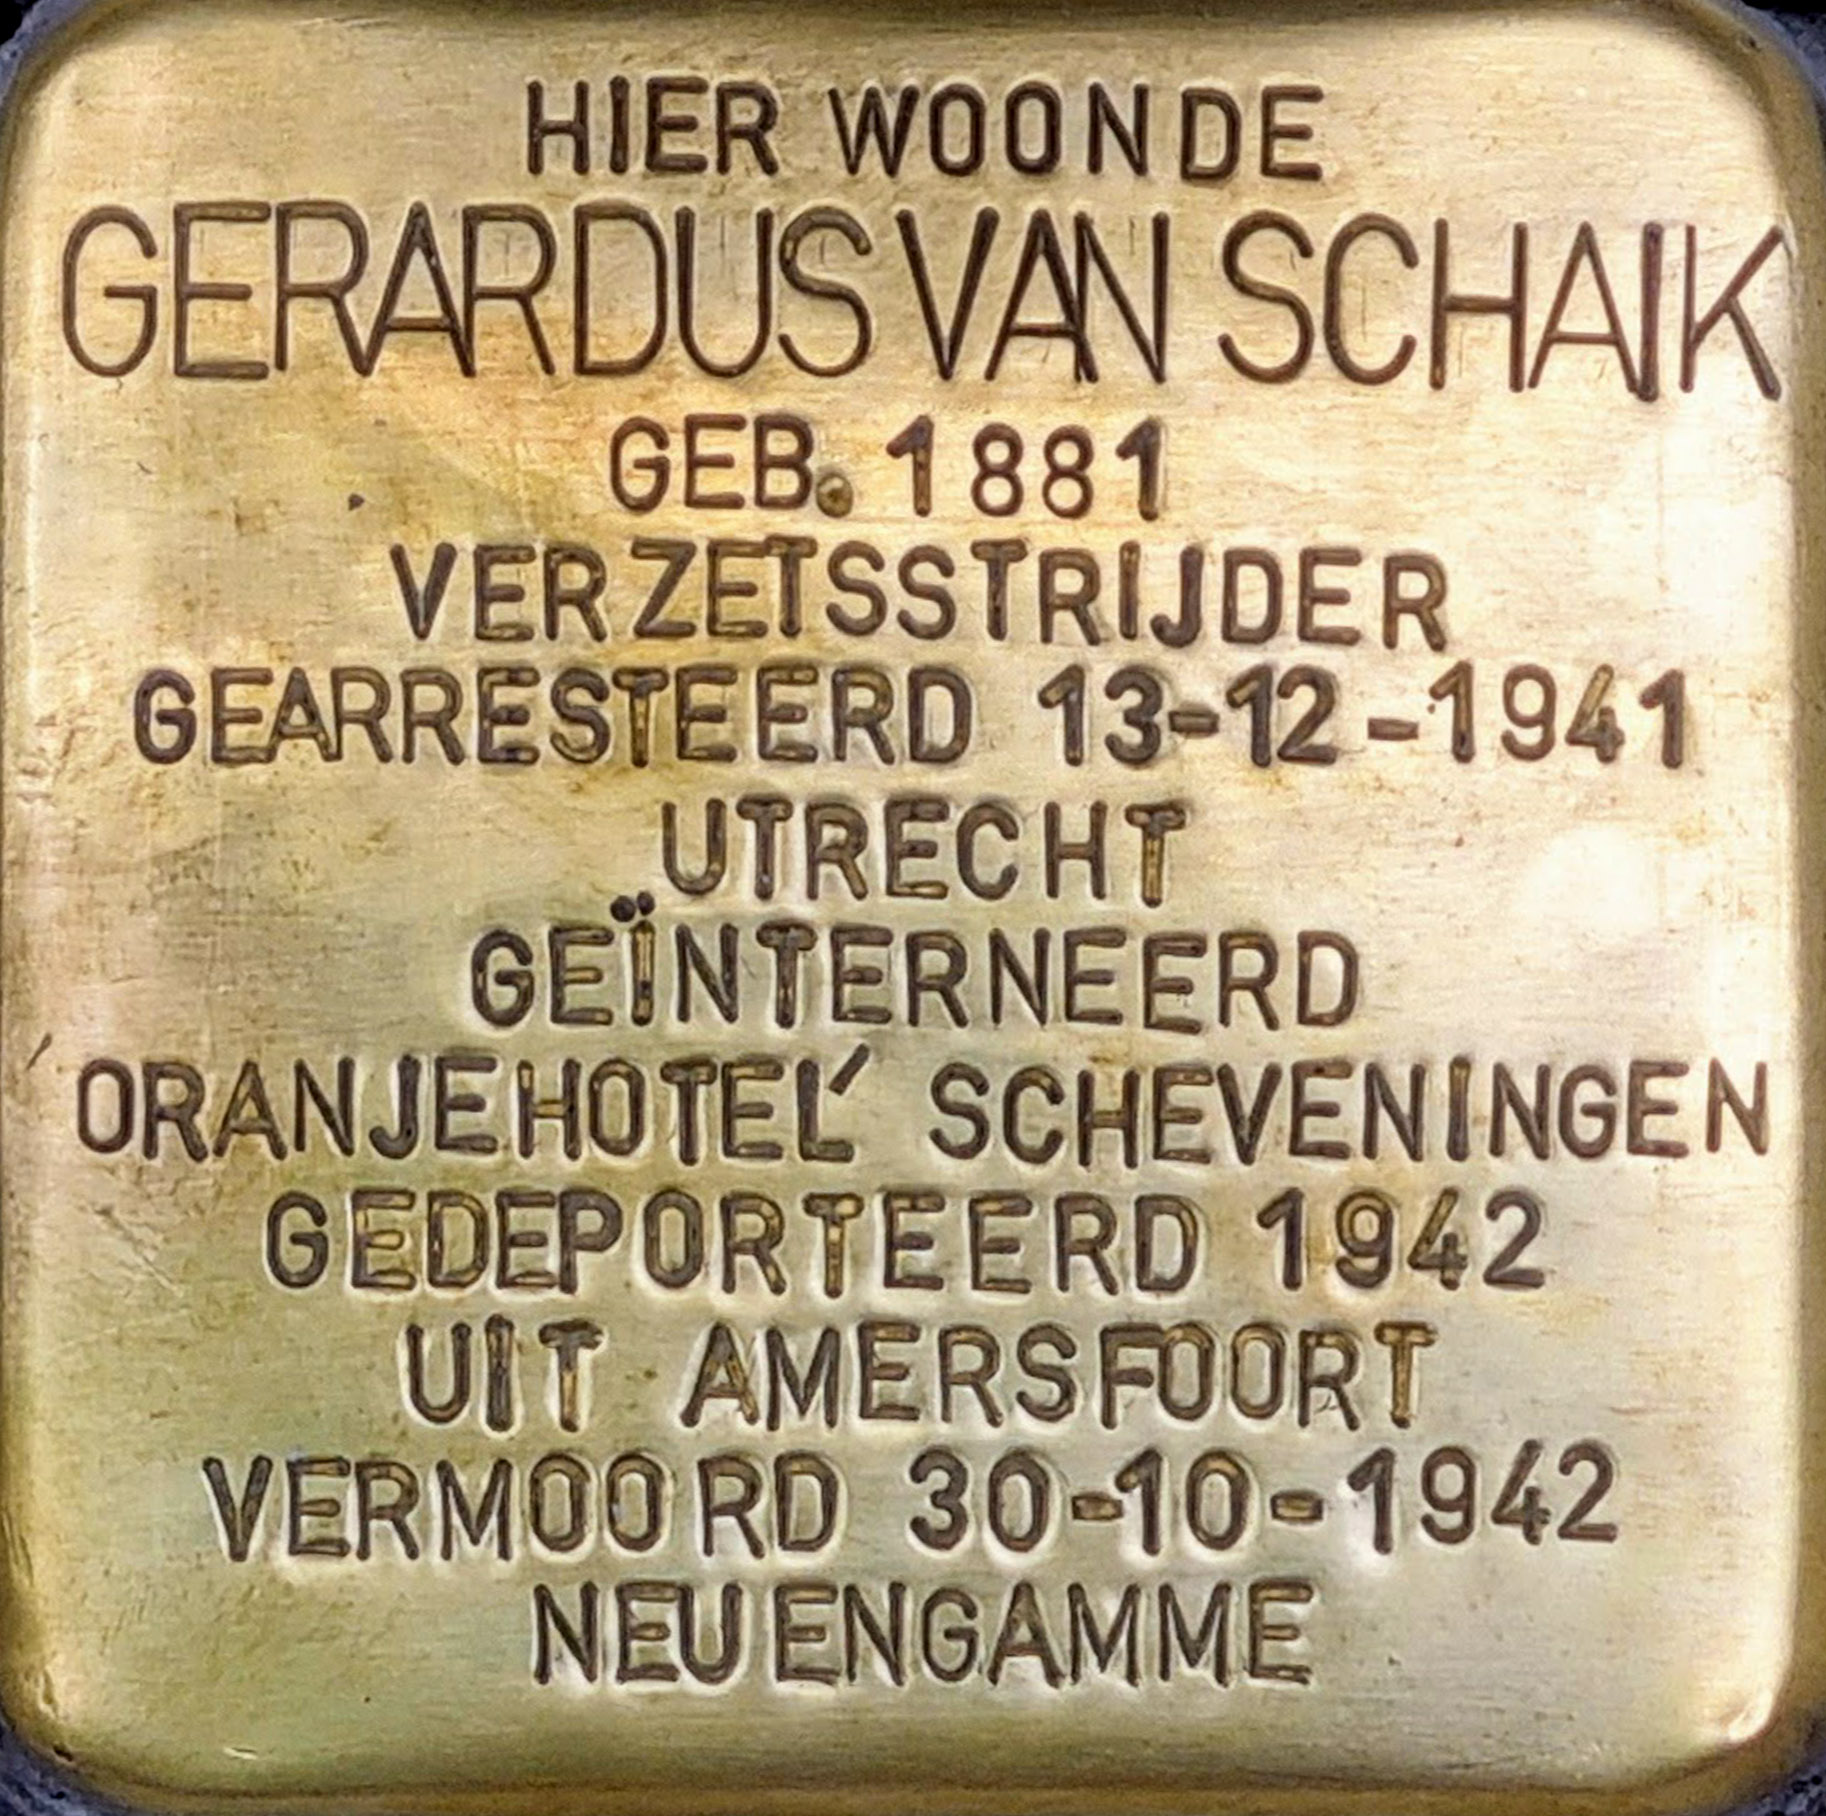 HIER WOONDE
GERARDUS VAN SCHAIK
GEB. 1881
VERZETSSTRIJDER
GEARRESTEERD 13-12-1941
UTRECHT
GEÏNTERNEERD
'ORANJEHOTEL' SCHEVENINGEN
GEDEPORTEERD 1942
UIT AMERSFOORT
VERMOORD 30-10-1942
NEUENGAMME